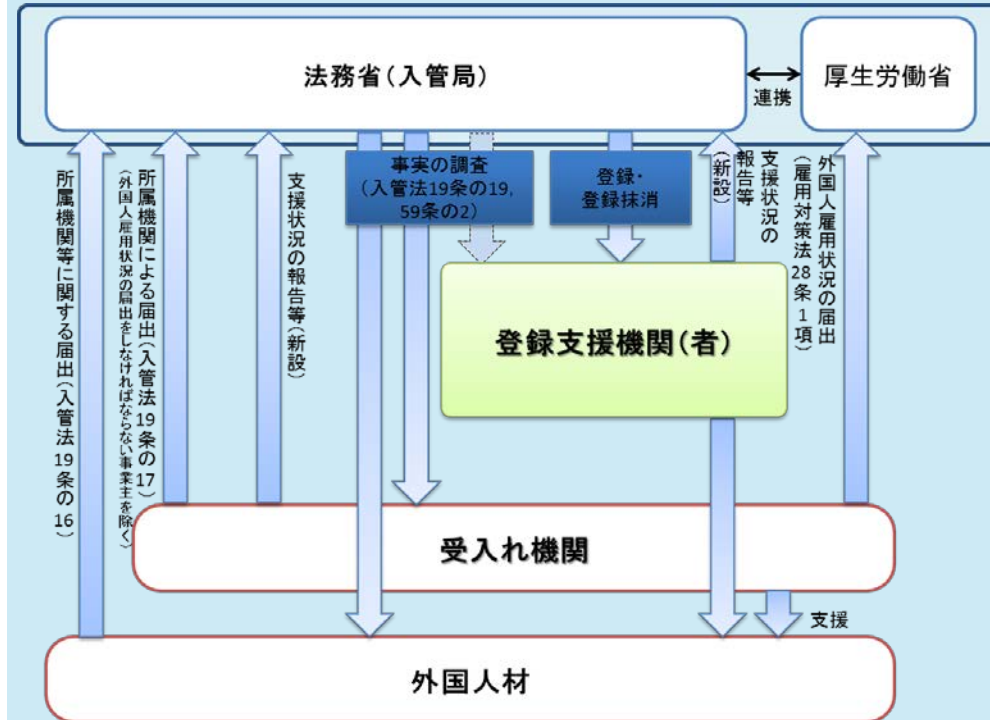 法務省(入管局)
連携
厚生労働省
事実の調査
(入管法19条の19,
59条の2)
登録・
登録抹消
所属機関等に関する届出(入管法19条の16)
所属機関による届出(入管法19条の17)
(外国人雇用状況の届出をしなければならない事業主を除く)
支援状況の報告等(新設)
支援状況の
報告等
(新設)
外国人雇用状況の届出
(雇用対策法28条1項)
登録支援機関(者)
受入れ機関
支援
外国人材